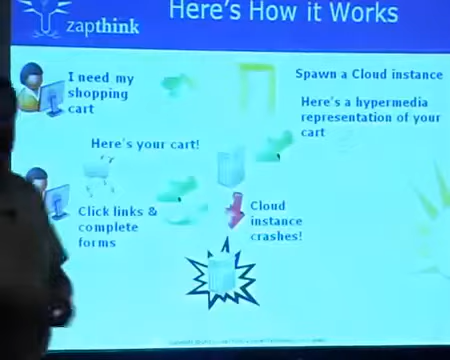 Here's How it Works
zapthink
I need my
shopping
cart
Spawn a Cloud instance
Here's a hypermedia
representation of your
cart
Here's your cart!
Click links &
complete
forms
Cloud
instance
crashes!